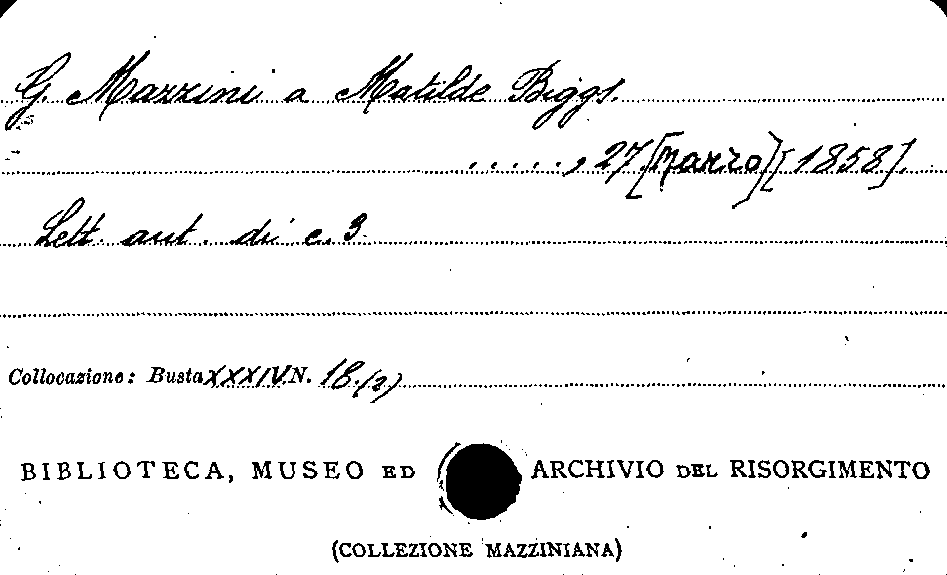 G. Mazzini a Matilde Biggs.
....., 27 [marzo] [1858].
Lett. aut. di c. 3.
Collocazione: Busta XXXIV N. 18.(2)
BIBLIOTECA, MUSEO ED ARCHIVIO DEL RISORGIMENTO
(COLLEZIONE MAZZINIANA)